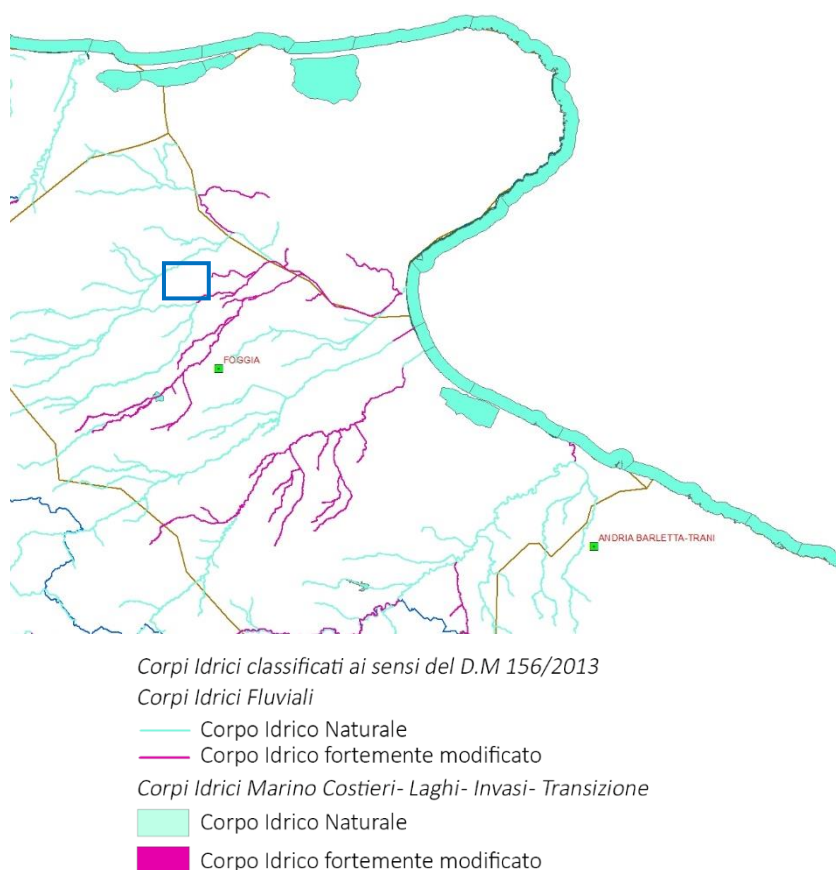 FOGGIA
ANDRIA BARLETTA-TRANI
Corpi Idrici classificati ai sensi del D.M 156/2013
Corpi Idrici Fluviali
Corpo Idrico Naturale
Corpo Idrico fortemente modificato
Corpi Idrici Marino Costieri- Laghi- Invasi- Transizione
Corpo Idrico Naturale
Corpo Idrico fortemente modificato